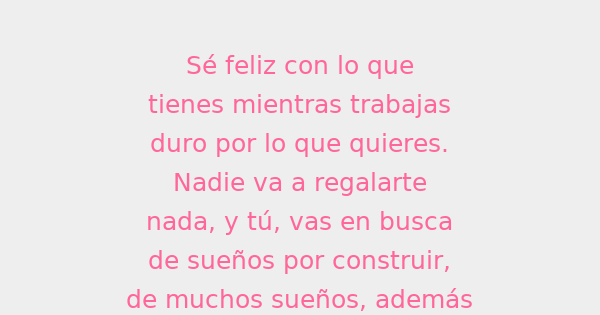 Sé feliz con lo que
tienes mientras trabajas
duro por lo que quieres.
Nadie va a regalarte
nada, y tú, vas en busca
de sueños por construir,
de muchos sueños, además